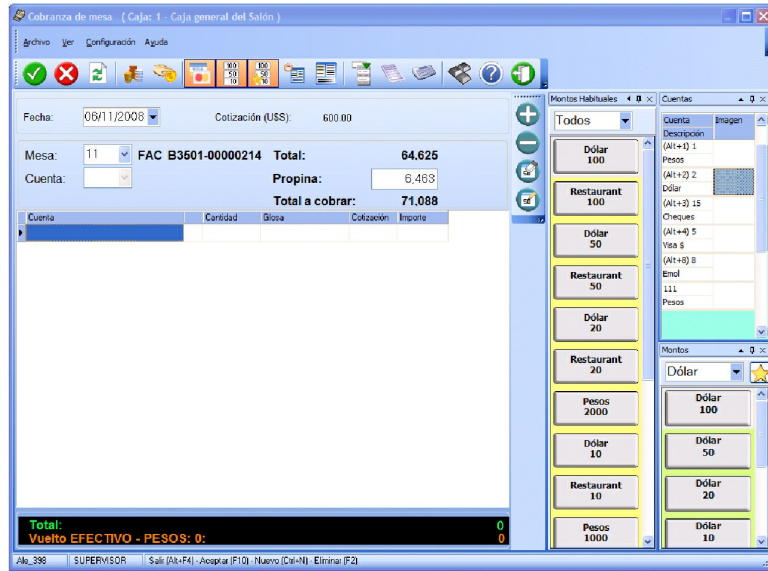 Cobranza de mesa ( Caja: 1 - Caja general del Salón )
Archivo Ver Configuración Ayuda
Fecha: 06/11/2008 Cotización (U$S): 600.00
Mesa: 11 FAC B3501-00000214 Total: 64.625
Cuenta: Propina: 6,463
Total a cobrar: 71,088
Cuenta Cantidad Glosa Cotización Importe
Total: 0
Vuelto EFECTIVO - PESOS: 0: 0
Ale_398 SUPERVISOR Salir (Alt+F4) - Aceptar (F10) - Nuevo (Ctrl+N) - Eliminar (F2)
Montos Habituales
Todos
Dólar
100
Restaurant
100
Dólar
50
Restaurant
50
Dólar
20
Restaurant
20
Pesos
2000
Dólar
10
Restaurant
10
Pesos
1000
Cuentas
Cuenta Imagen
Descripción
(Alt+1) 1
Pesos
(Alt+2) 2
Dólar
(Alt+3) 15
Cheques
(Alt+4) 5
Visa $
(Alt+8) 8
Emol
111
Pesos
Montos
Dólar
Dólar
100
Dólar
50
Dólar
20
Dólar
10